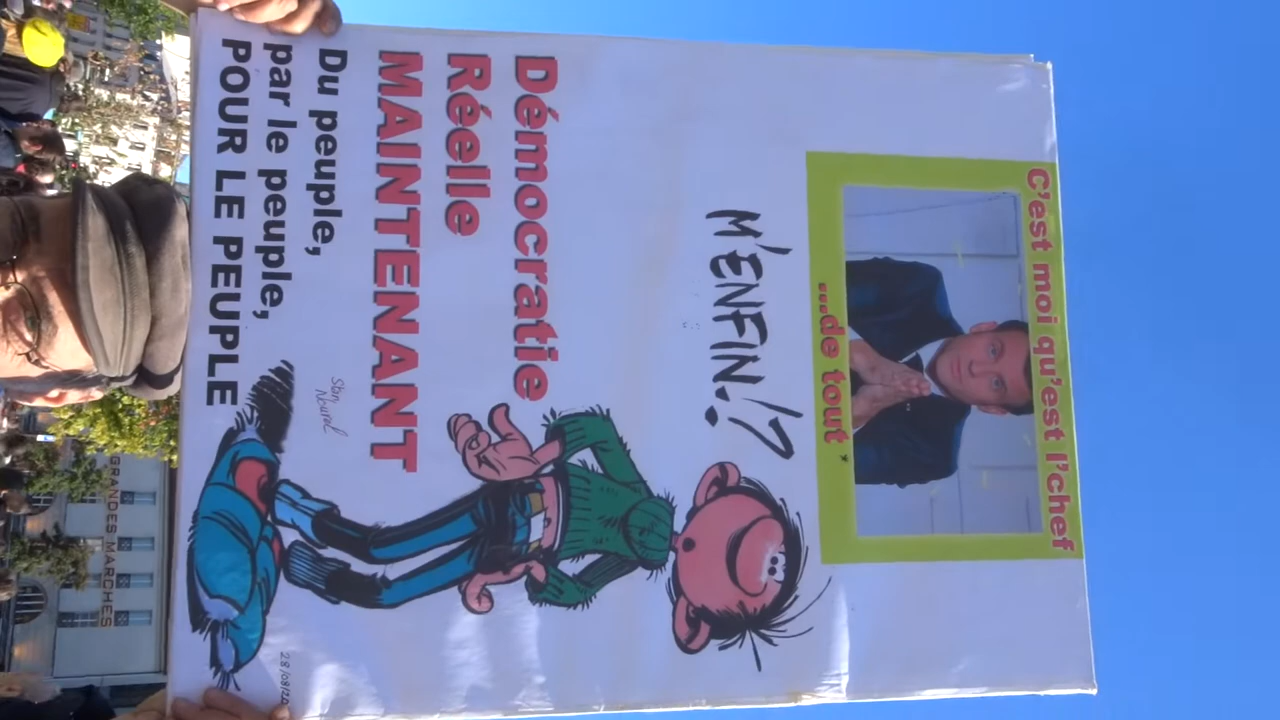 C'est moi qu'est l'chef
...de tout *
M'ENFIN!?
Démocratie
Réelle
MAINTENANT
Du peuple,
par le peuple,
POUR LE PEUPLE
GRANDES MARCHES